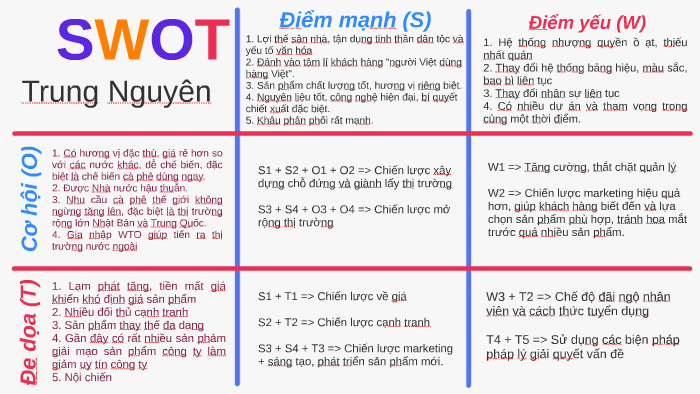 SWOT
Trung Nguyên
Điểm mạnh (S)
1. Lợi thế sân nhà, tận dụng tinh thần dân tộc và
yếu tố văn hóa
2. Đánh vào tâm lí khách hàng "người Việt dùng
hàng Việt".
3. Sản phẩm chất lượng tốt, hương vị riêng biệt.
4. Nguyên liệu tốt, công nghệ hiện đại, bí quyết
chiết xuất đặc biệt.
5. Khâu phân phối rất mạnh.
Điểm yếu (W)
1. Hệ thống nhượng quyền ồ ạt, thiếu
nhất quán
2. Thay đổi hệ thống bảng hiệu, màu sắc,
bao bì liên tục
3. Thay đổi nhân sự liên tục
4. Có nhiều dự án và tham vọng trong
cùng một thời điểm.
Cơ hội (O)
1. Có hương vị đặc thù, giá rẻ hơn so
với các nước khác, dễ chế biến, đặc
biệt là chế biến cà phê dùng ngay.
2. Được Nhà nước hậu thuẫn.
3. Nhu cầu cà phê thế giới không
ngừng tăng lên, đặc biệt là thị trường
rộng lớn Nhật Bản và Trung Quốc.
4. Gia nhập WTO giúp tiến ra thị
trường nước ngoài
S1 + S2 + O1 + O2 => Chiến lược xây
dựng chỗ đứng và giành lấy thị trường
S3 + S4 + O3 + O4 => Chiến lược mở
rộng thị trường
W1 => Tăng cường, thắt chặt quản lý
W2 => Chiến lược marketing hiệu quả
hơn, giúp khách hàng biết đến và lựa
chọn sản phẩm phù hợp, tránh hoa mắt
trước quá nhiều sản phẩm.
Đe dọa (T)
1. Lạm phát tăng, tiền mất giá
khiến khó định giá sản phẩm
2. Nhiều đối thủ cạnh tranh
3. Sản phẩm thay thế đa dạng
4. Gần đây có rất nhiều sản phảm
giải mạo sản phẩm công ty làm
giảm uy tín công ty
5. Nội chiến
S1 + T1 => Chiến lược về giá
S2 + T2 => Chiến lược cạnh tranh
S3 + S4 + T3 => Chiến lược marketing
+ sáng tạo, phát triển sản phẩm mới.
W3 + T2 => Chế độ đãi ngộ nhân
viên và cách thức tuyển dụng
T4 + T5 => Sử dụng các biện pháp
pháp lý giải quyết vấn đề